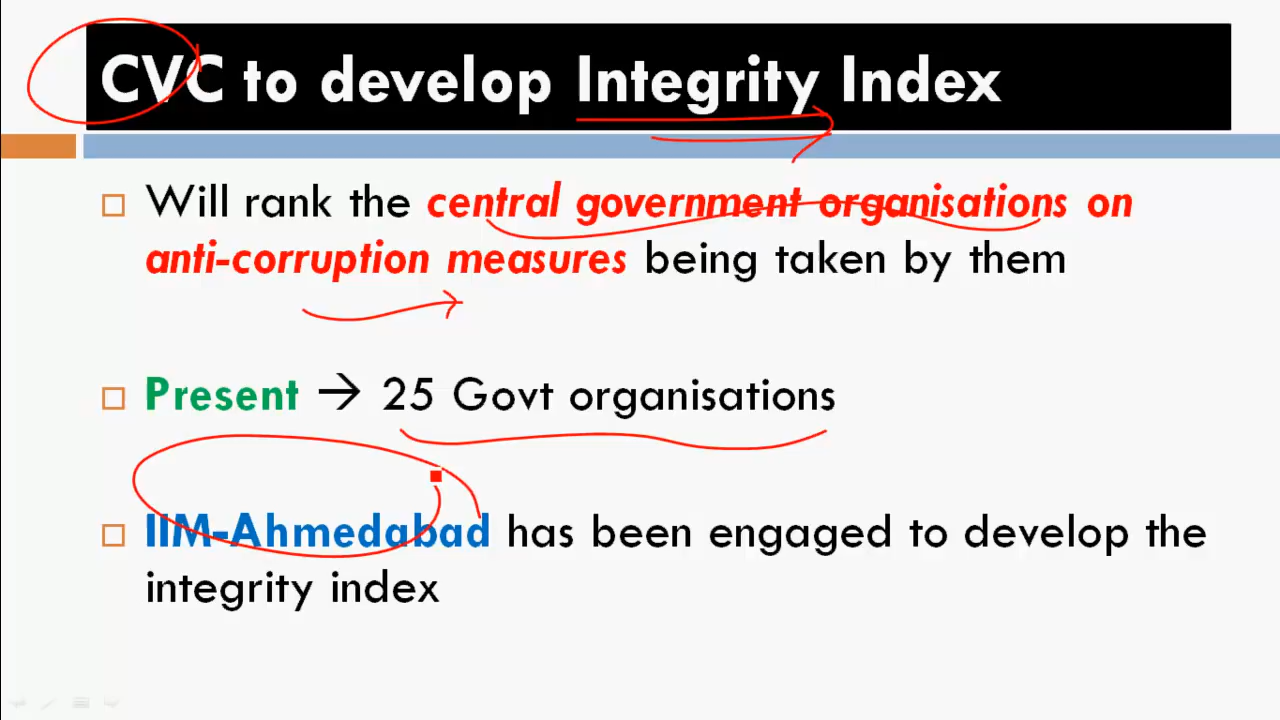 CVC to develop Integrity Index
Will rank the central government organisations on
anti-corruption measures being taken by them
Present → 25 Govt organisations
IIM-Ahmedabad has been engaged to develop the
integrity index